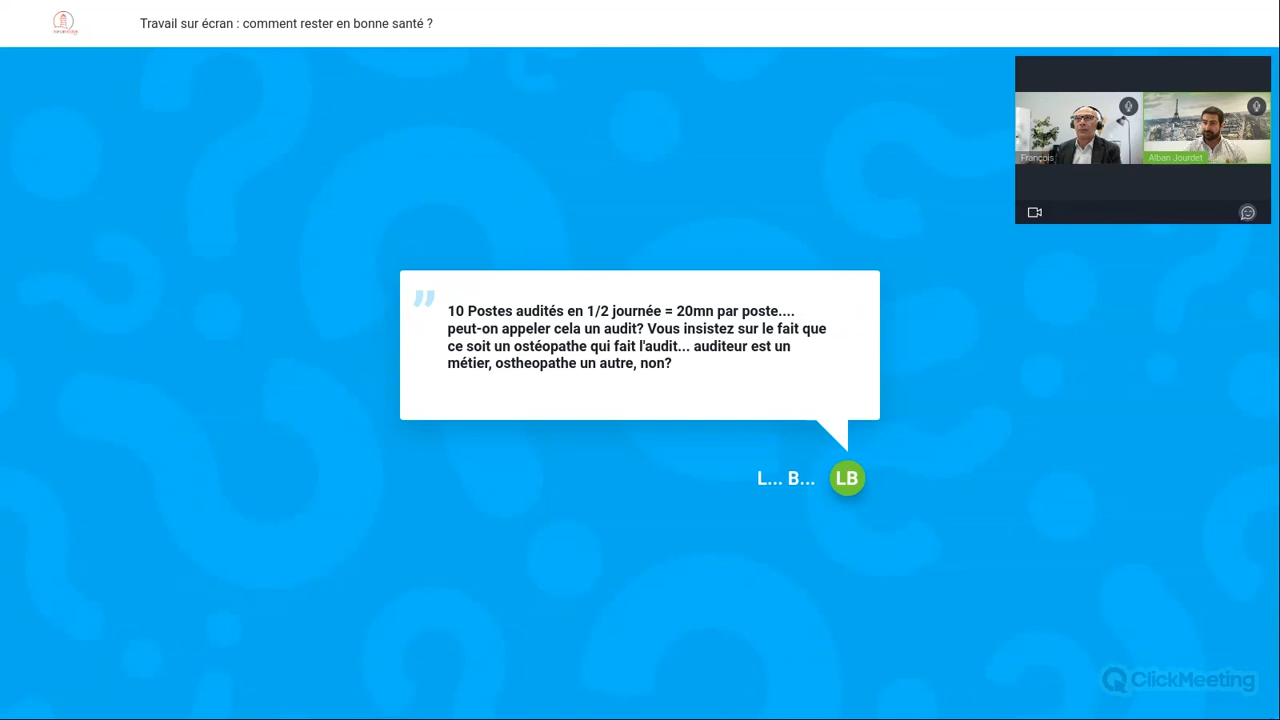 Travail sur écran : comment rester en bonne santé ?
François
Alban Jourdet
10 Postes audités en 1/2 journée = 20mn par poste....
peut-on appeler cela un audit? Vous insistez sur le fait que
ce soit un ostéopathe qui fait l'audit... auditeur est un
métier, ostheopathe un autre, non?
L... B...
LB
ClickMeeting